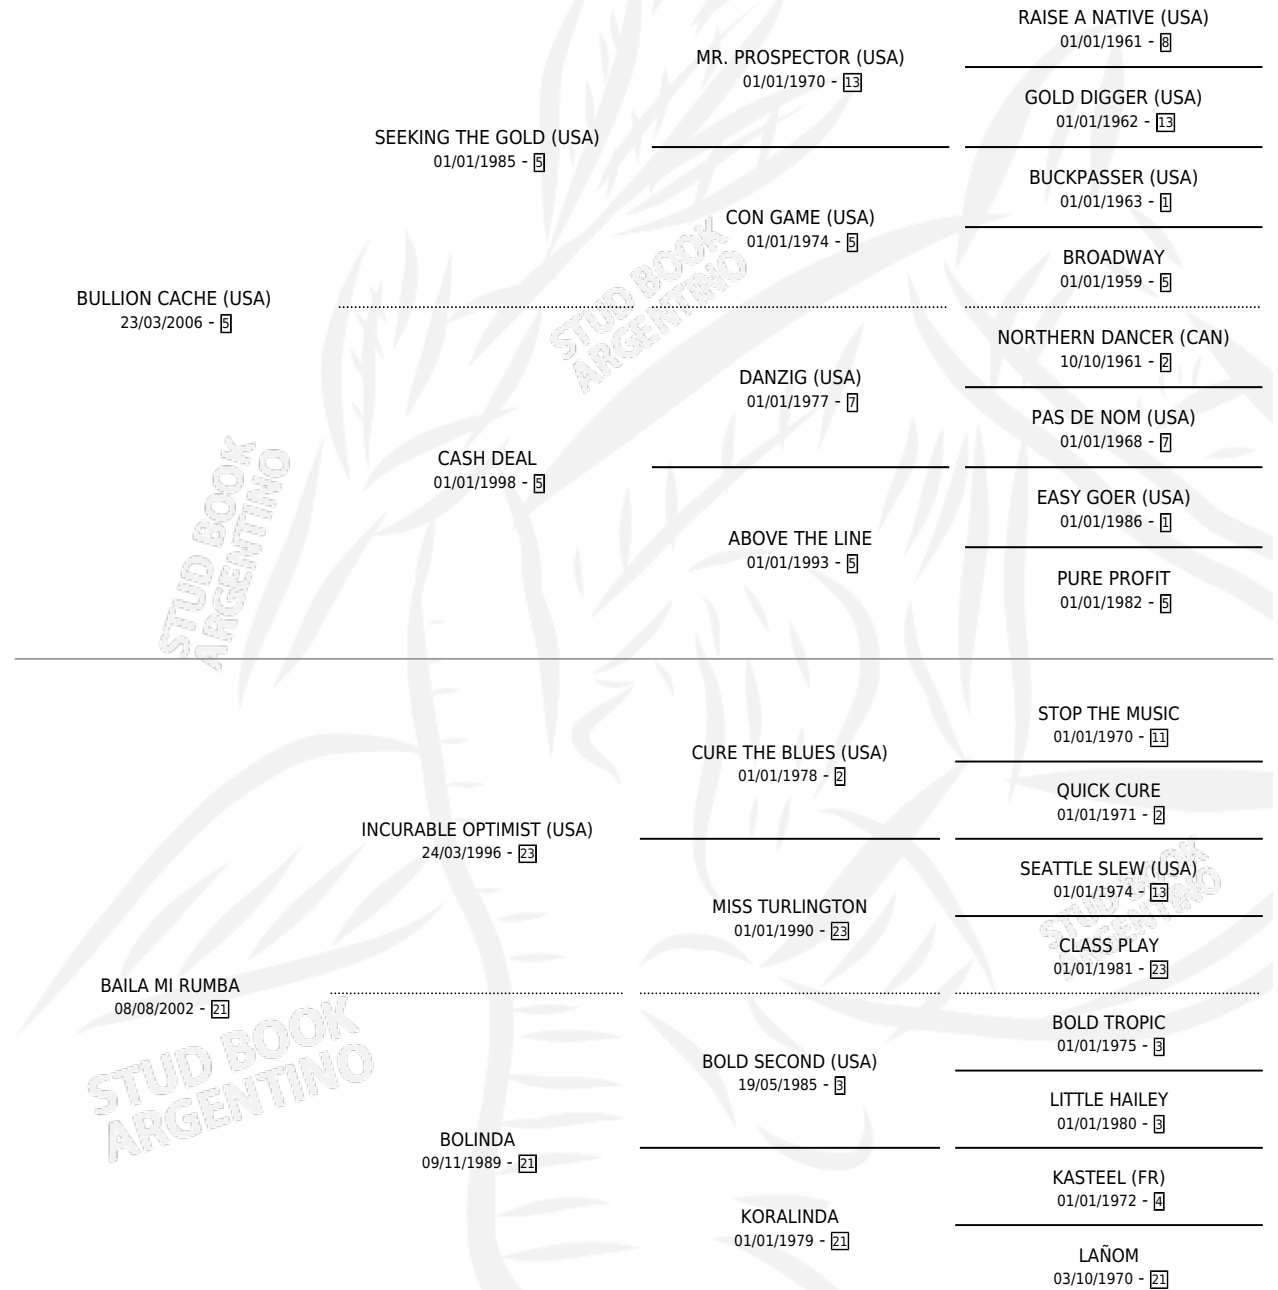 RAISE A NATIVE (USA)
01/01/1961 - 8
MR. PROSPECTOR (USA)
01/01/1970 - 13
GOLD DIGGER (USA)
01/01/1962 - 13
SEEKING THE GOLD (USA)
01/01/1985 - 5
BUCKPASSER (USA)
01/01/1963 - 1
CON GAME (USA)
01/01/1974 - 5
BROADWAY
01/01/1959 - 5
BULLION CACHE (USA)
23/03/2006 - 5
NORTHERN DANCER (CAN)
10/10/1961 - 2
DANZIG (USA)
01/01/1977 - 7
PAS DE NOM (USA)
01/01/1968 - 7
CASH DEAL
01/01/1998 - 5
EASY GOER (USA)
01/01/1986 - 1
ABOVE THE LINE
01/01/1993 - 5
PURE PROFIT
01/01/1982 - 5
STUD BOOK
ARGENTINO
STUD BOOK
ARGENTINO
STOP THE MUSIC
01/01/1970 - 11
CURE THE BLUES (USA)
01/01/1978 - 2
QUICK CURE
01/01/1971 - 2
INCURABLE OPTIMIST (USA)
24/03/1996 - 23
SEATTLE SLEW (USA)
01/01/1974 - 13
MISS TURLINGTON
01/01/1990 - 23
CLASS PLAY
01/01/1981 - 23
BAILA MI RUMBA
08/08/2002 - 21
BOLD TROPIC
01/01/1975 - 3
BOLD SECOND (USA)
19/05/1985 - 3
LITTLE HAILEY
01/01/1980 - 3
BOLINDA
09/11/1989 - 21
KASTEEL (FR)
01/01/1972 - 4
KORALINDA
01/01/1979 - 21
LAÑOM
03/10/1970 - 21
STUD BOOK
ARGENTINO
STUD BOOK
ARGENTINO